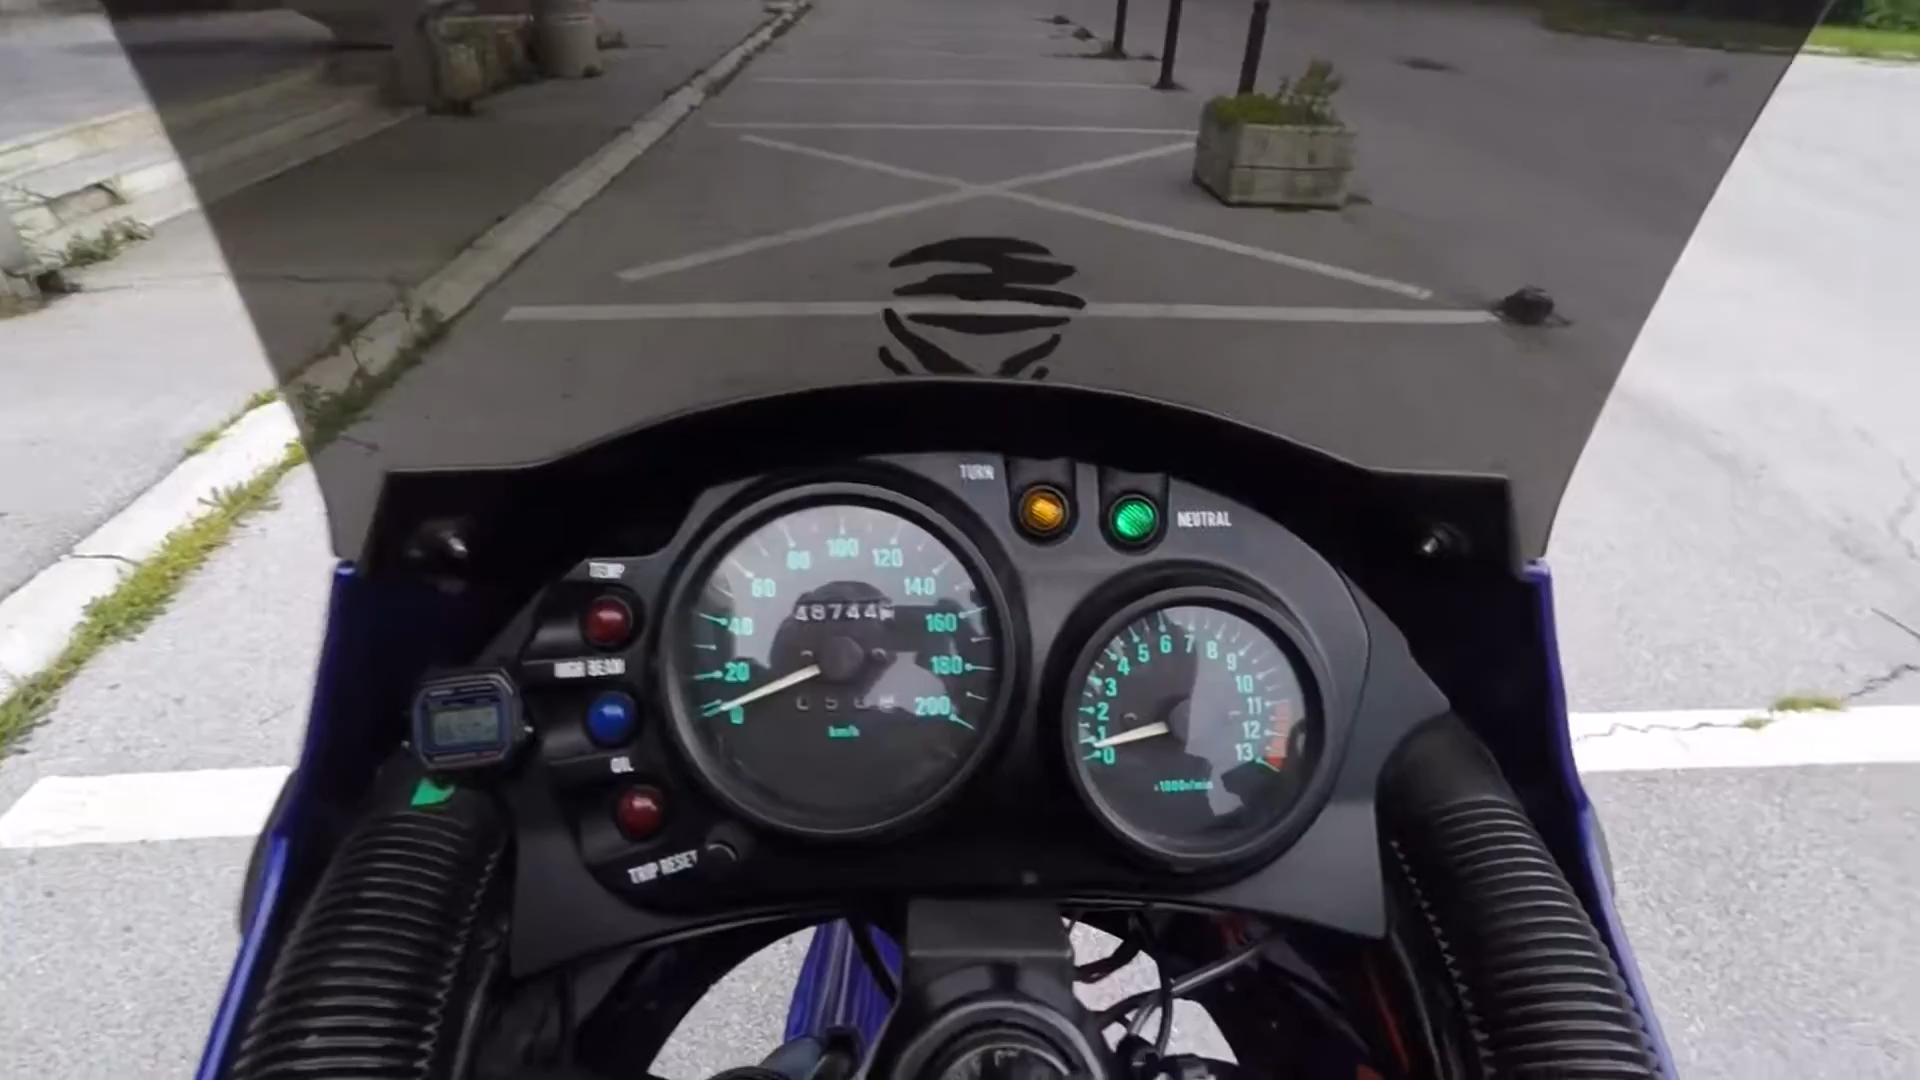 TURN
NEUTRAL
TEMP
HIGH BEAM
OIL
TRIP RESET
0 20 40 60 80 100 120 140 160 180 200
48744
km/h
0 1 2 3 4 5 6 7 8 9 10 11 12 13
×1000r/min